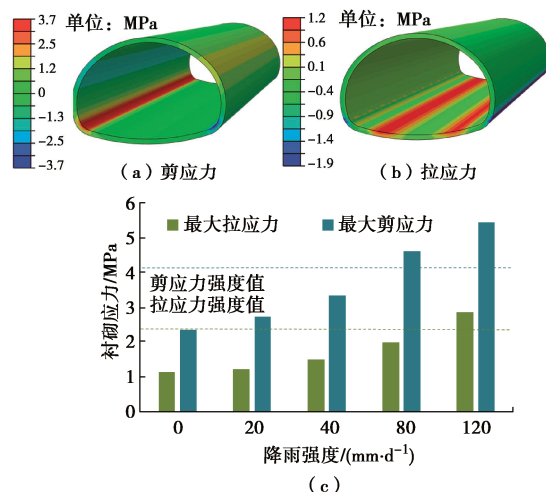 单位：MPa
3.7
2.5
1.2
0
-1.3
-2.5
-3.7
（a）剪应力
单位：MPa
1.2
0.6
0.1
-0.4
-0.9
-1.4
-1.9
（b）拉应力
最大拉应力
最大剪应力
衬砌应力/MPa
6
5
4
3
2
1
0
剪应力强度值
拉应力强度值
0
20
40
80
120
降雨强度/(mm·d⁻¹)
（c）